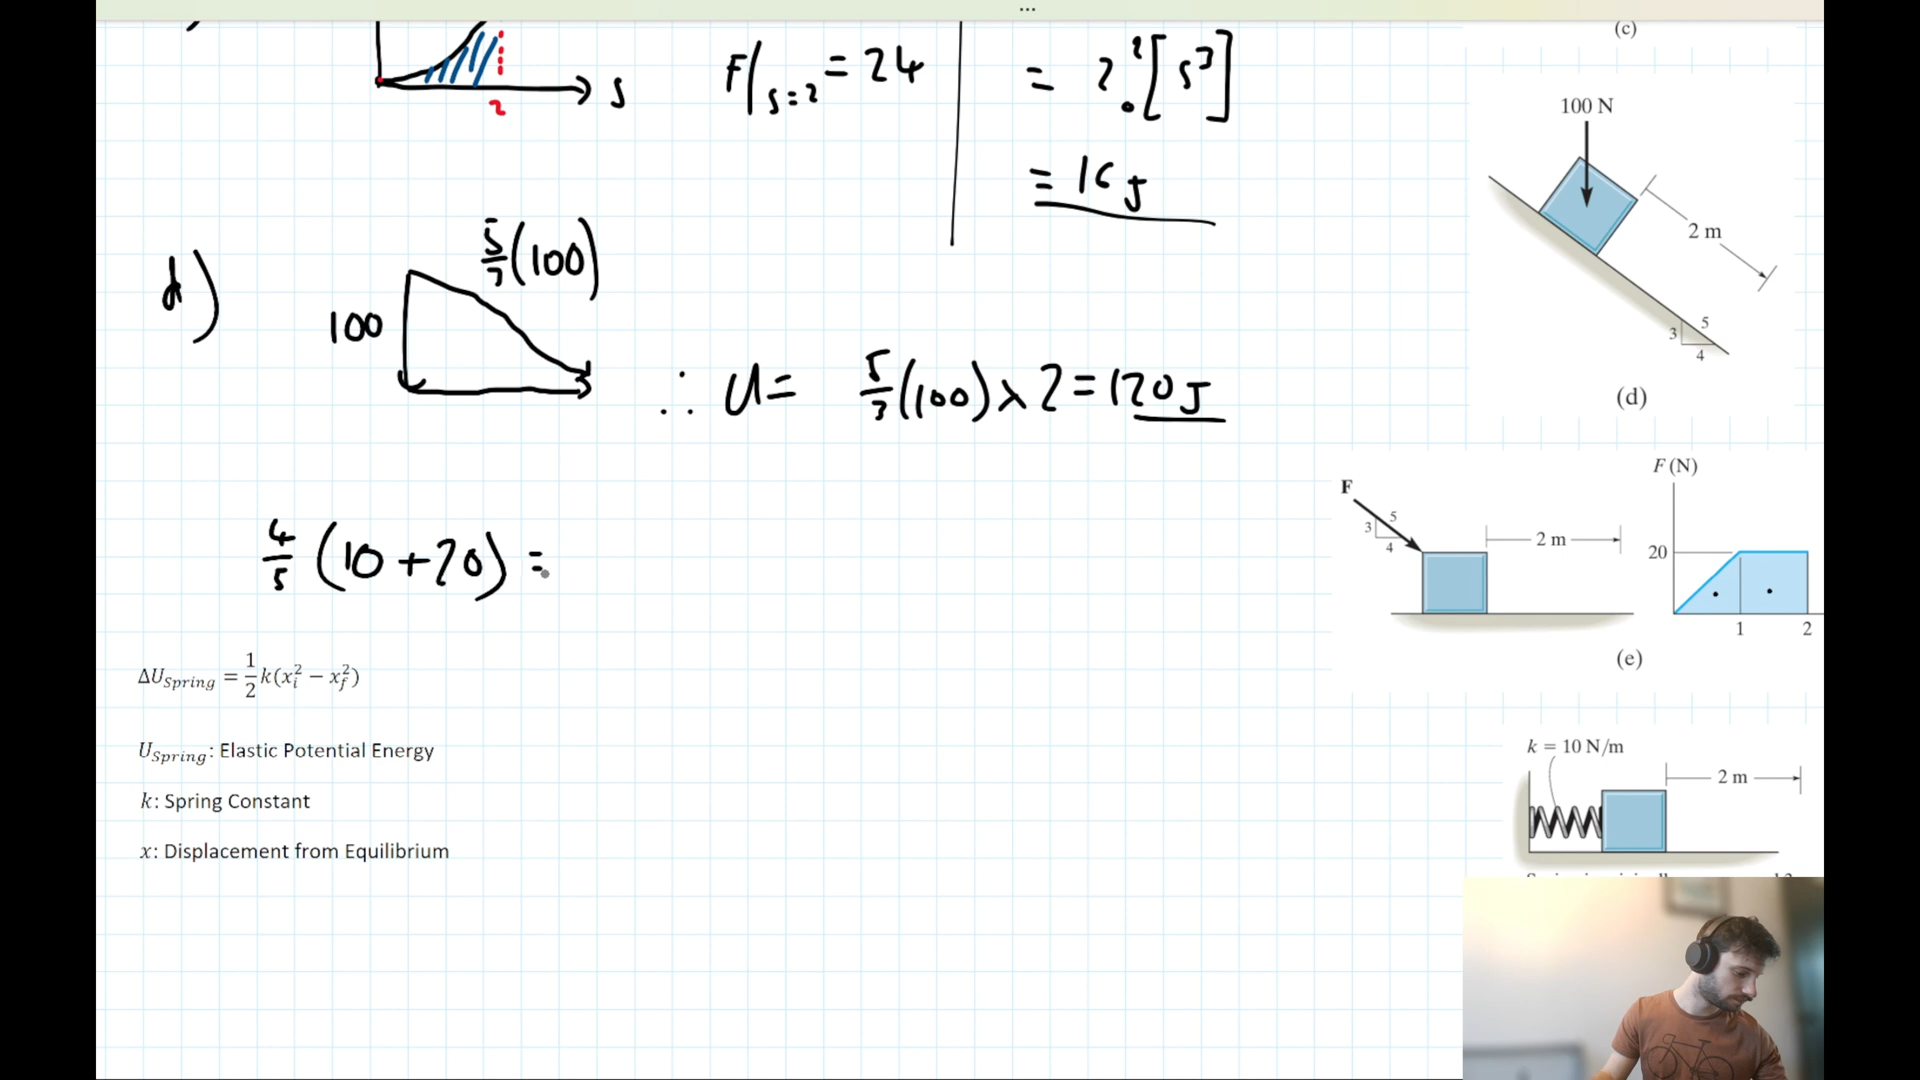 ...
(c)
2
s
F|s=2 = 24
= 2 · ²[s³]
= 16 J
100 N
2 m
3 5
4
(d)
d)
100
5/3(100)
∴ U = 5/3(100) x 2 = 120 J
4/5 (10 + 20) =
F
3 5
4
2 m
F (N)
20
1 2
(e)
ΔU_Spring = 1/2 k(x_i² − x_f²)
U_Spring: Elastic Potential Energy
k: Spring Constant
x: Displacement from Equilibrium
k = 10 N/m
2 m